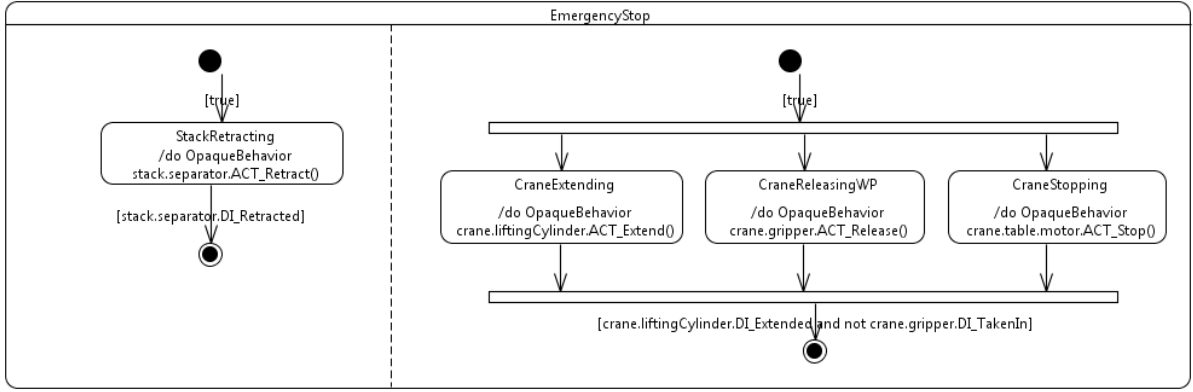 EmergencyStop
[true]
StackRetracting
/do OpaqueBehavior
stack.separator.ACT_Retract()
[stack.separator.DI_Retracted]
[true]
CraneExtending
/do OpaqueBehavior
crane.liftingCylinder.ACT_Extend()
CraneReleasingWP
/do OpaqueBehavior
crane.gripper.ACT_Release()
CraneStopping
/do OpaqueBehavior
crane.table.motor.ACT_Stop()
[crane.liftingCylinder.DI_Extended and not crane.gripper.DI_TakenIn]